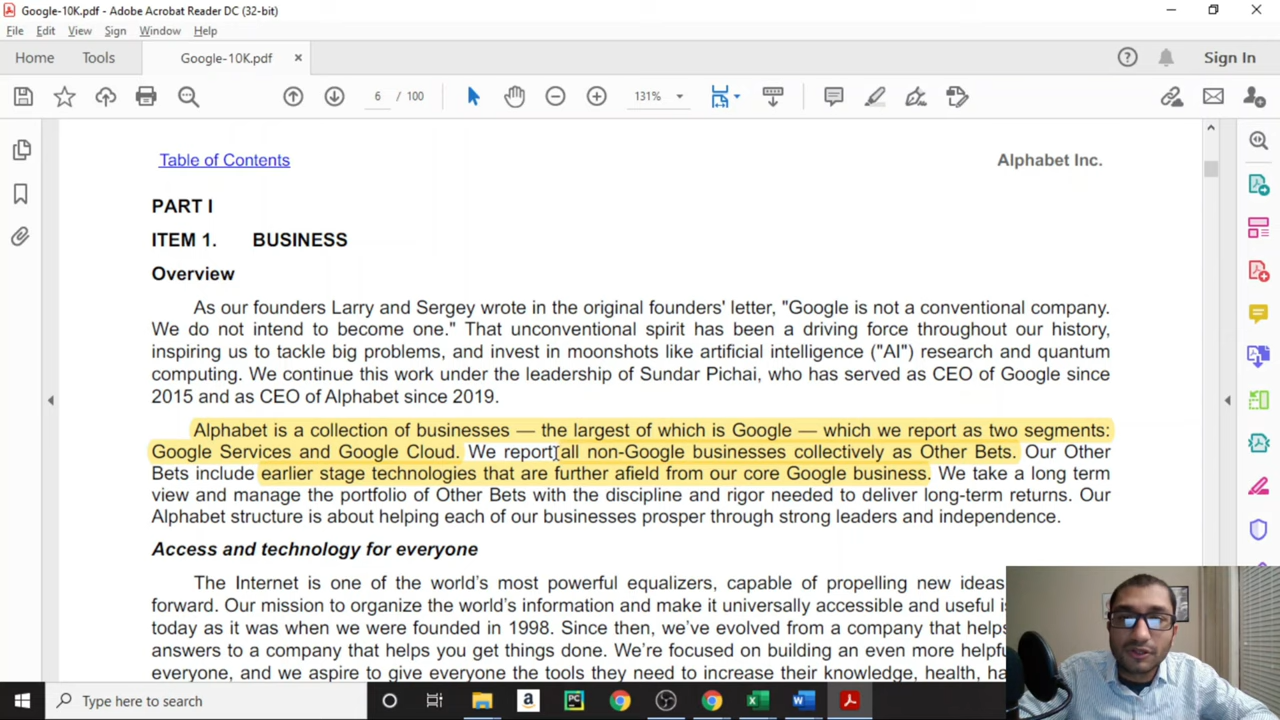 Google-10K.pdf - Adobe Acrobat Reader DC (32-bit)
File Edit View Sign Window Help
Home Tools Google-10K.pdf × Sign In
6 / 100 131%
Table of Contents Alphabet Inc.
PART I
ITEM 1. BUSINESS
Overview
As our founders Larry and Sergey wrote in the original founders' letter, "Google is not a conventional company.
We do not intend to become one." That unconventional spirit has been a driving force throughout our history,
inspiring us to tackle big problems, and invest in moonshots like artificial intelligence ("AI") research and quantum
computing. We continue this work under the leadership of Sundar Pichai, who has served as CEO of Google since
2015 and as CEO of Alphabet since 2019.
Alphabet is a collection of businesses — the largest of which is Google — which we report as two segments:
Google Services and Google Cloud. We report all non-Google businesses collectively as Other Bets. Our Other
Bets include earlier stage technologies that are further afield from our core Google business. We take a long term
view and manage the portfolio of Other Bets with the discipline and rigor needed to deliver long-term returns. Our
Alphabet structure is about helping each of our businesses prosper through strong leaders and independence.
Access and technology for everyone
The Internet is one of the world's most powerful equalizers, capable of propelling new ideas
forward. Our mission to organize the world's information and make it universally accessible and useful
today as it was when we were founded in 1998. Since then, we've evolved from a company that helps
answers to a company that helps you get things done. We're focused on building an even more
everyone, and we aspire to give everyone the tools they need to increase their knowledge, health,
Type here to search